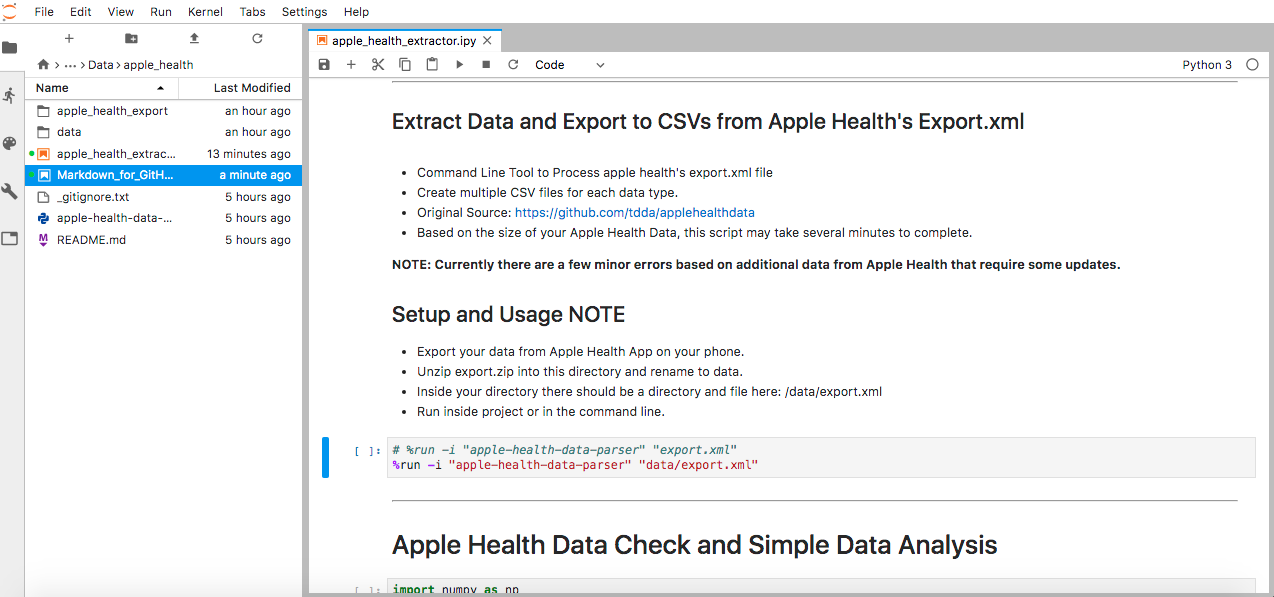 File Edit View Run Kernel Tabs Settings Help
apple_health_extractor.ipy
Code
Python 3
... > Data > apple_health
Name Last Modified
apple_health_export an hour ago
data an hour ago
apple_health_extrac... 13 minutes ago
Markdown_for_GitH... a minute ago
_gitignore.txt 5 hours ago
apple-health-data-... 5 hours ago
README.md 5 hours ago
Extract Data and Export to CSVs from Apple Health's Export.xml
• Command Line Tool to Process apple health's export.xml file
• Create multiple CSV files for each data type.
• Original Source: https://github.com/tdda/applehealthdata
• Based on the size of your Apple Health Data, this script may take several minutes to complete.
NOTE: Currently there are a few minor errors based on additional data from Apple Health that require some updates.
Setup and Usage NOTE
• Export your data from Apple Health App on your phone.
• Unzip export.zip into this directory and rename to data.
• Inside your directory there should be a directory and file here: /data/export.xml
• Run inside project or in the command line.
[ ]: # %run -i "apple-health-data-parser" "export.xml"
%run -i "apple-health-data-parser" "data/export.xml"
Apple Health Data Check and Simple Data Analysis
[ ]: import numpy as np